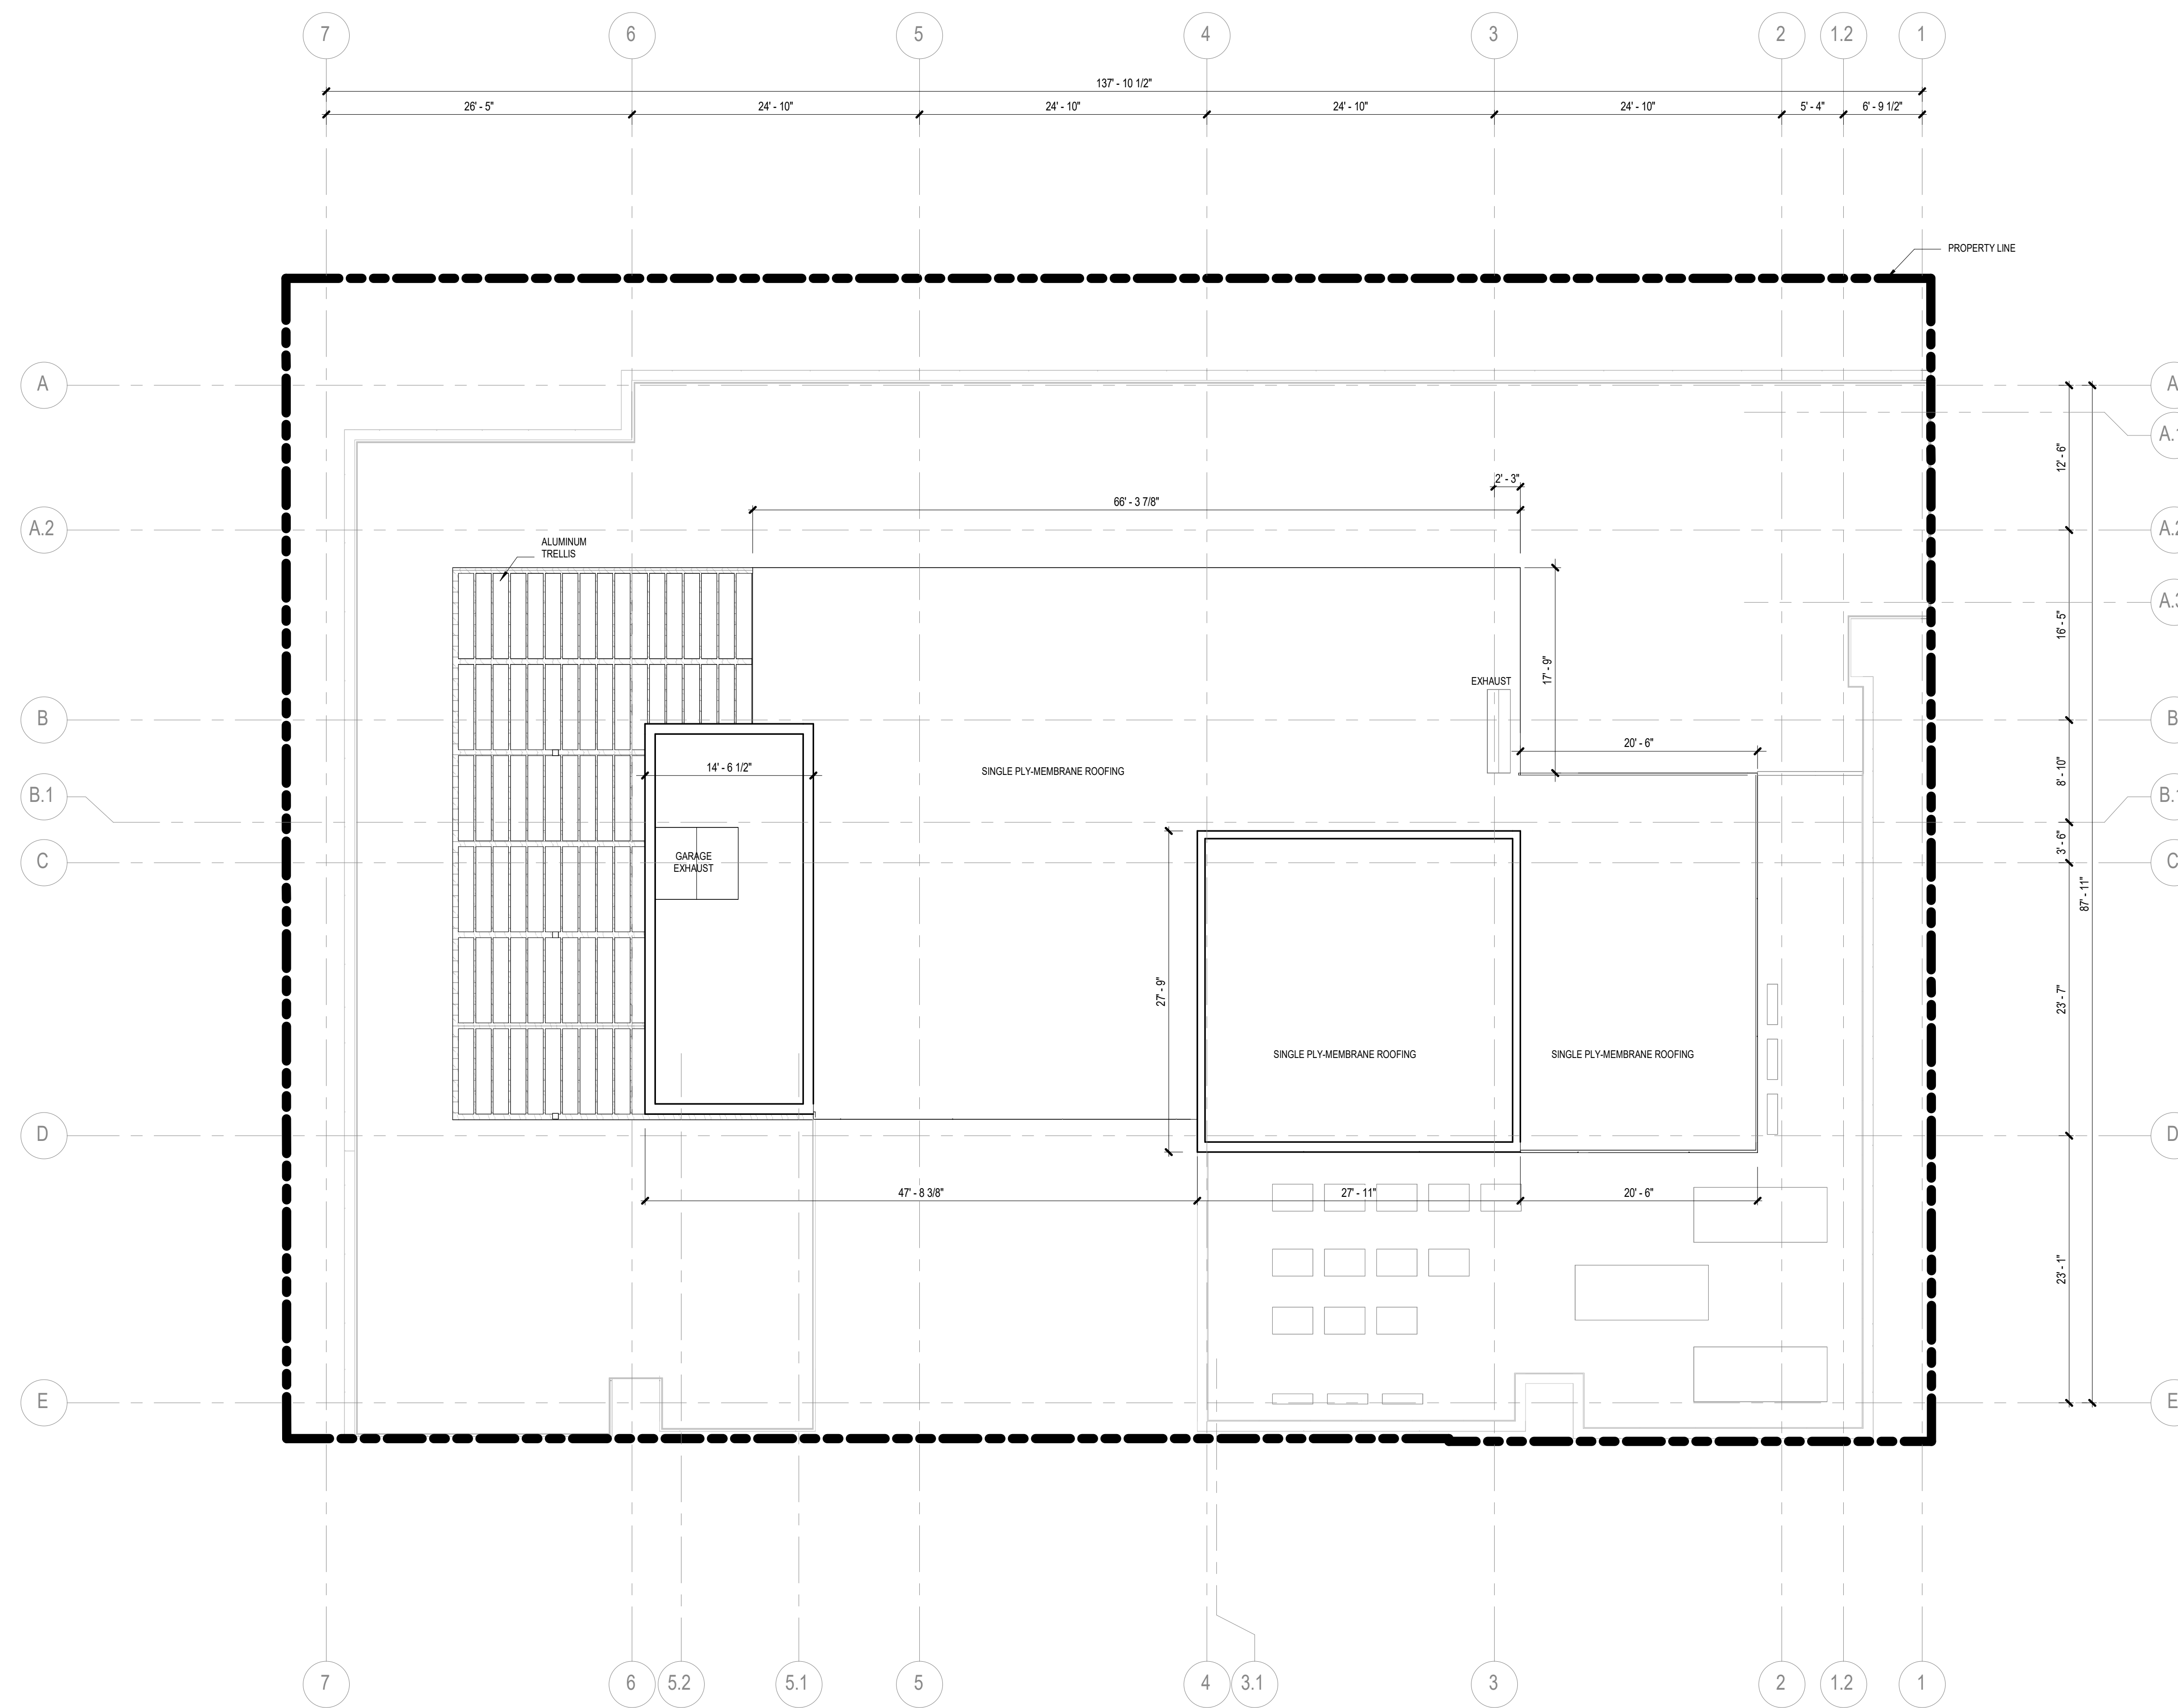 7
6
5
4
3
2
1.2
1
137' - 10 1/2"
26' - 5"
24' - 10"
24' - 10"
24' - 10"
24' - 10"
5' - 4"
6' - 9 1/2"
PROPERTY LINE
A
A
A.1
12' - 6"
2' - 3"
66' - 3 7/8"
A.2
A.2
ALUMINUM
TRELLIS
A.3
16' - 5"
17' - 9"
EXHAUST
B
B
20' - 6"
14' - 6 1/2"
SINGLE PLY-MEMBRANE ROOFING
8' - 10"
B.1
B.1
3' - 6"
GARAGE
EXHAUST
C
C
87' - 11"
27' - 9"
23' - 7"
SINGLE PLY-MEMBRANE ROOFING
SINGLE PLY-MEMBRANE ROOFING
D
D
47' - 8 3/8"
27' - 11"
20' - 6"
23' - 1"
E
E
7
6
5.2
5.1
5
4
3.1
3
2
1.2
1